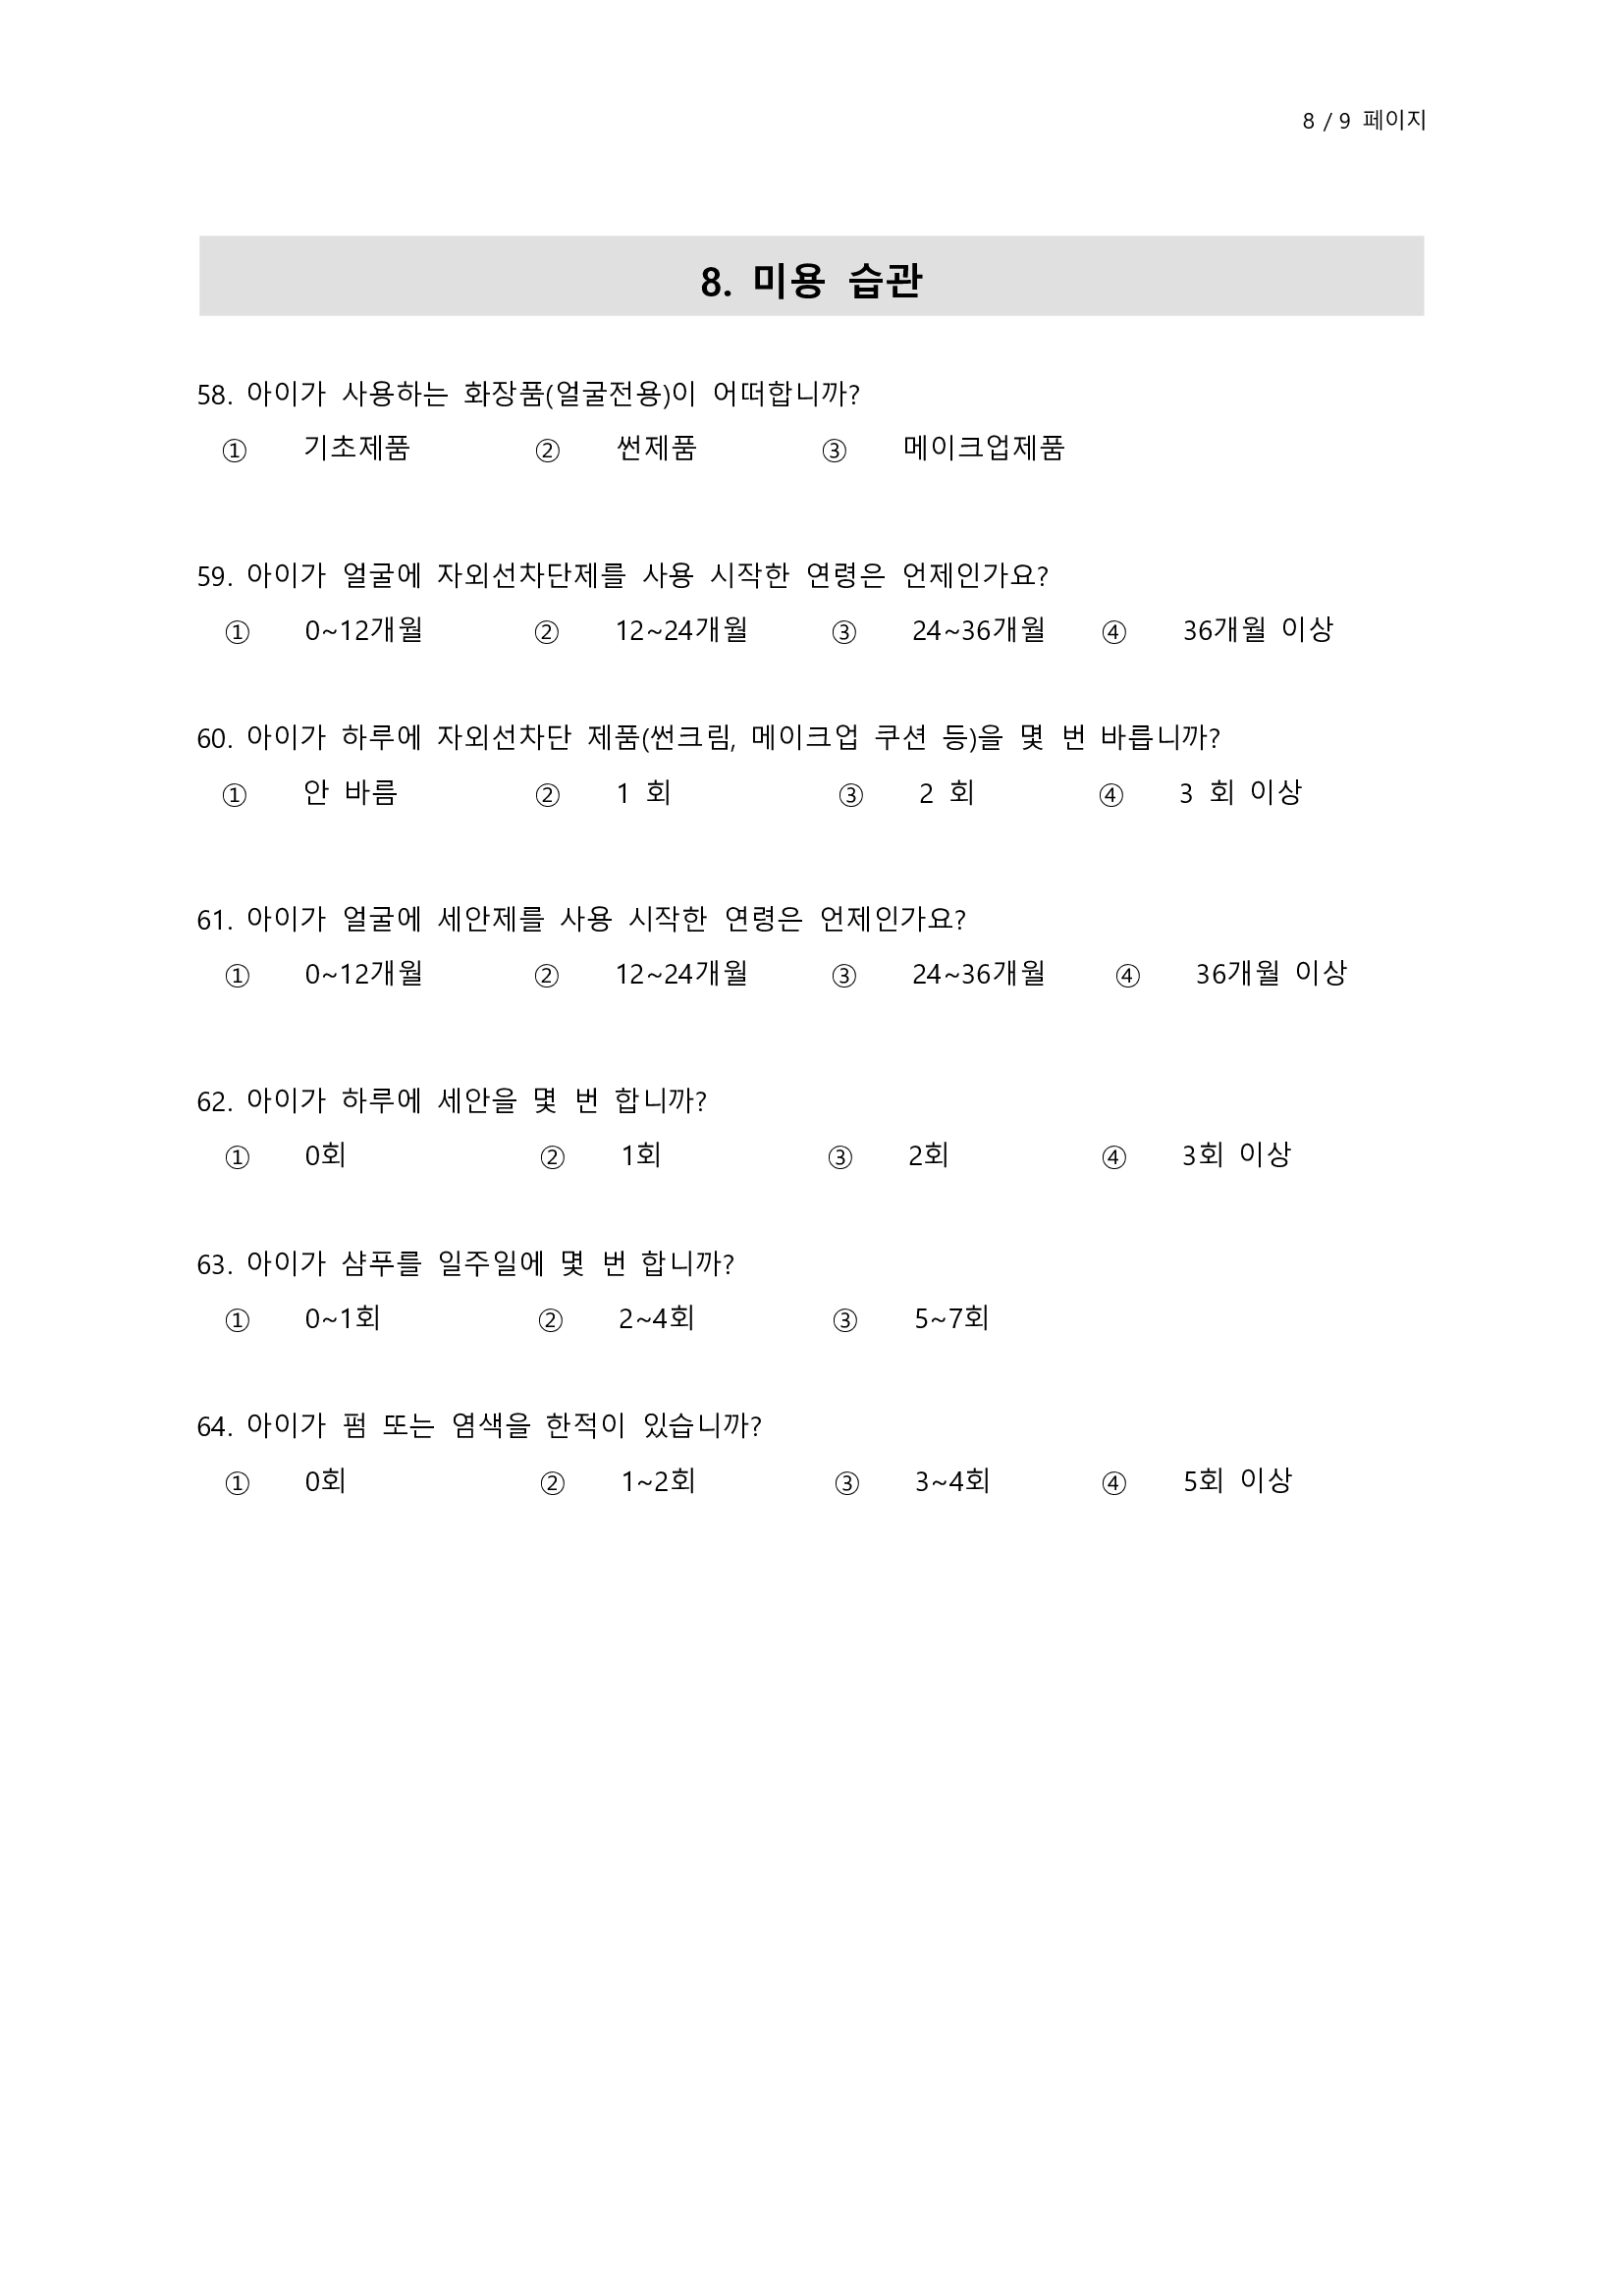 8 / 9 페이지
8. 미용 습관
58. 아이가 사용하는 화장품(얼굴전용)이 어떠합니까?
① 기초제품 ② 썬제품 ③ 메이크업제품
59. 아이가 얼굴에 자외선차단제를 사용 시작한 연령은 언제인가요?
① 0~12개월 ② 12~24개월 ③ 24~36개월 ④ 36개월 이상
60. 아이가 하루에 자외선차단 제품(썬크림, 메이크업 쿠션 등)을 몇 번 바릅니까?
① 안 바름 ② 1 회 ③ 2 회 ④ 3 회 이상
61. 아이가 얼굴에 세안제를 사용 시작한 연령은 언제인가요?
① 0~12개월 ② 12~24개월 ③ 24~36개월 ④ 36개월 이상
62. 아이가 하루에 세안을 몇 번 합니까?
① 0회 ② 1회 ③ 2회 ④ 3회 이상
63. 아이가 샴푸를 일주일에 몇 번 합니까?
① 0~1회 ② 2~4회 ③ 5~7회
64. 아이가 펌 또는 염색을 한적이 있습니까?
① 0회 ② 1~2회 ③ 3~4회 ④ 5회 이상